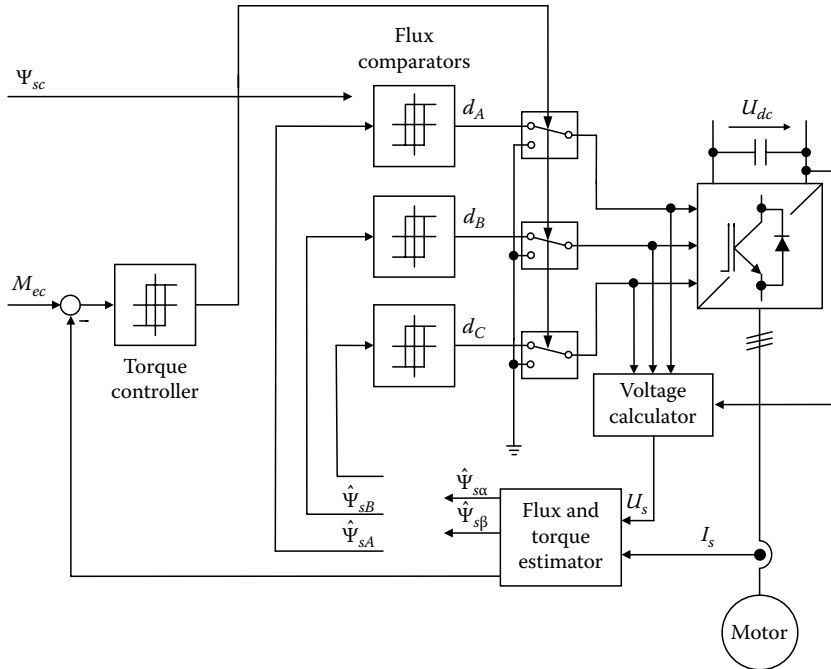 Flux
comparators
Ψsc
dA
Udc
dB
Mec
-
dC
Torque
controller
Voltage
calculator
Ψ̂sα
Ψ̂sB
Ψ̂sβ
Ψ̂sA
Flux and
torque
estimator
Us
Is
Motor